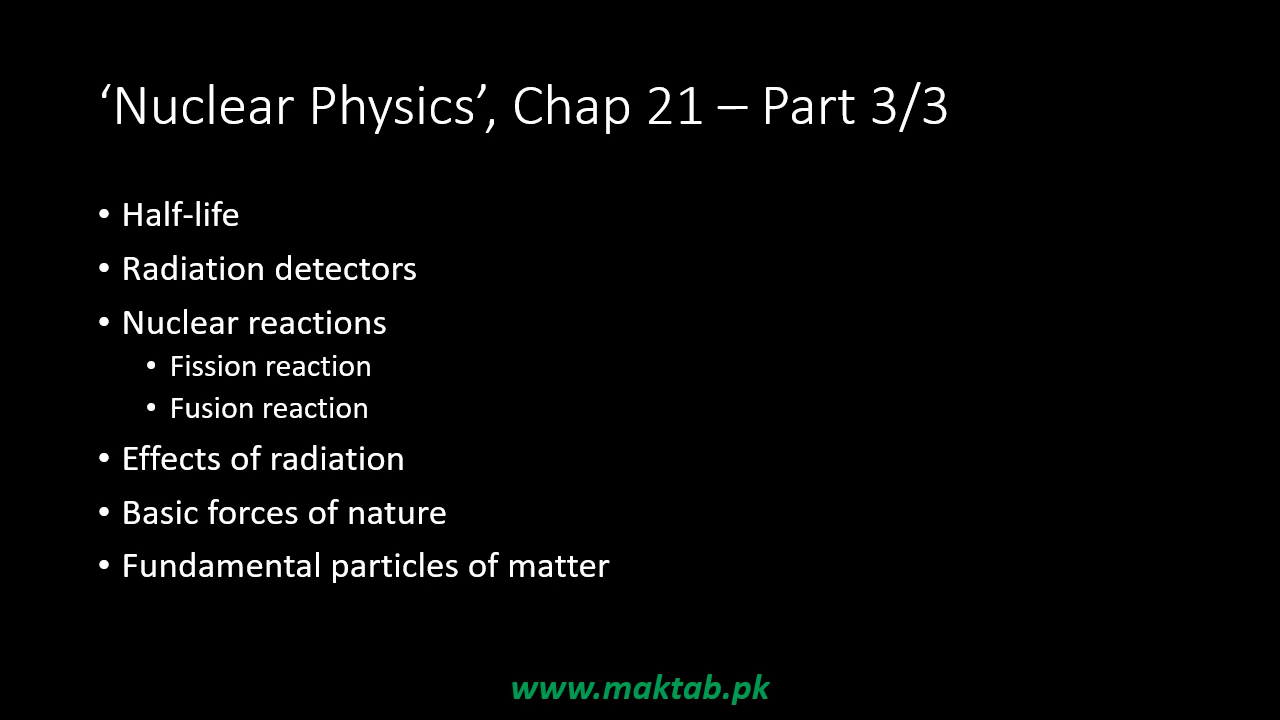 ‘Nuclear Physics’, Chap 21 – Part 3/3
• Half-life
• Radiation detectors
• Nuclear reactions
• Fission reaction
• Fusion reaction
• Effects of radiation
• Basic forces of nature
• Fundamental particles of matter
www.maktab.pk